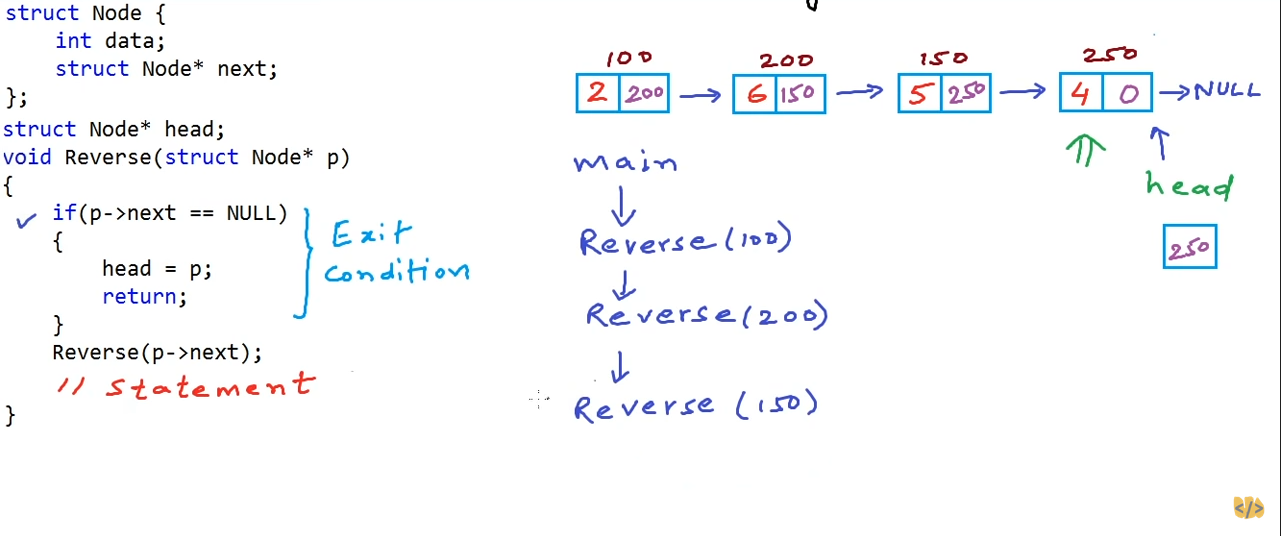 struct Node {
int data;
struct Node* next;
};
struct Node* head;
void Reverse(struct Node* p)
{
if(p->next == NULL)
{
head = p;
return;
}
Reverse(p->next);
// statement
}
Exit
condition
100 200 150 250
2 200 → 6 150 → 5 250 → 4 0 → NULL
head
250
main
Reverse(100)
Reverse(200)
Reverse (150)
</>